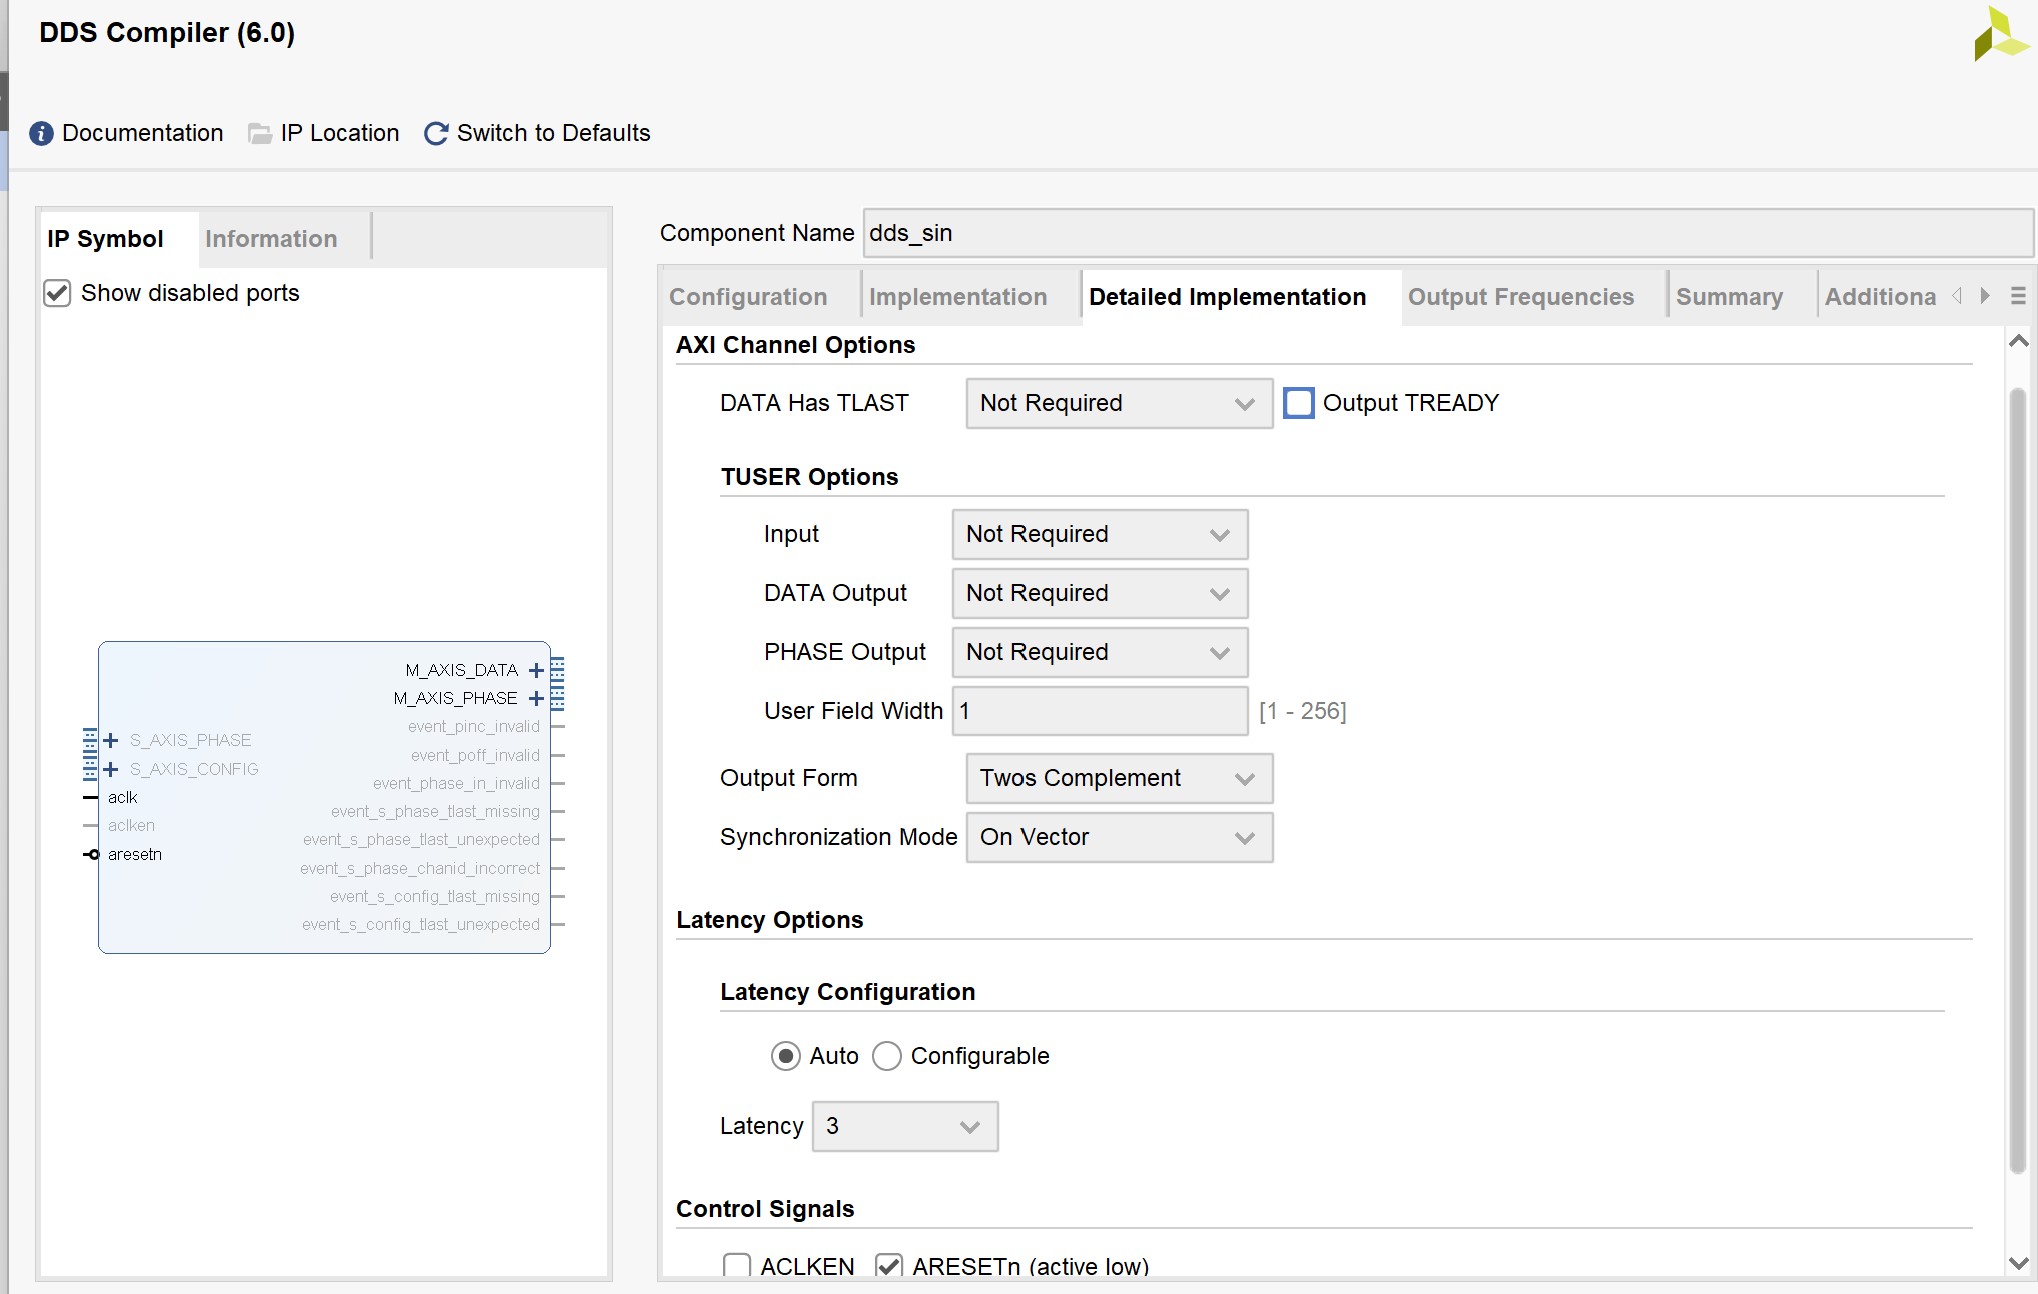 DDS Compiler (6.0)
Documentation IP Location Switch to Defaults
IP Symbol Information
Show disabled ports
M_AXIS_DATA
M_AXIS_PHASE
event_pinc_invalid
event_poff_invalid
event_phase_in_invalid
event_s_phase_tlast_missing
event_s_phase_tlast_unexpected
event_s_phase_chanid_incorrect
event_s_config_tlast_missing
event_s_config_tlast_unexpected
S_AXIS_PHASE
S_AXIS_CONFIG
aclk
aclken
aresetn
Component Name dds_sin
Configuration Implementation Detailed Implementation Output Frequencies Summary Additiona
AXI Channel Options
DATA Has TLAST Not Required Output TREADY
TUSER Options
Input Not Required
DATA Output Not Required
PHASE Output Not Required
User Field Width 1 [1 - 256]
Output Form Twos Complement
Synchronization Mode On Vector
Latency Options
Latency Configuration
Auto Configurable
Latency 3
Control Signals
ACLKEN ARESETn (active low)